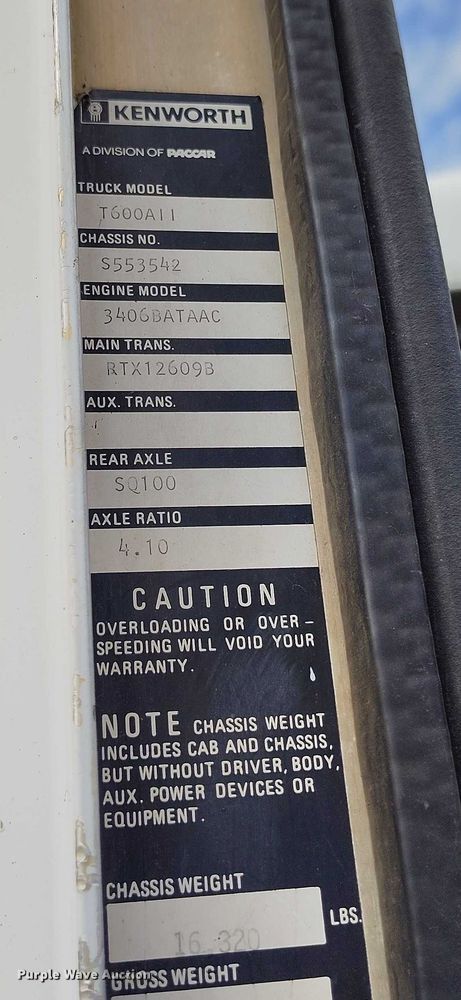 KENWORTH
A DIVISION OF PACCAR
TRUCK MODEL
T600AII
CHASSIS NO.
S553542
ENGINE MODEL
3406BATAAC
MAIN TRANS.
RTX12609B
AUX. TRANS.
REAR AXLE
SQ100
AXLE RATIO
4.10
CAUTION
OVERLOADING OR OVER-
SPEEDING WILL VOID YOUR
WARRANTY.
NOTE CHASSIS WEIGHT
INCLUDES CAB AND CHASSIS,
BUT WITHOUT DRIVER, BODY,
AUX. POWER DEVICES OR
EQUIPMENT.
CHASSIS WEIGHT
16,320 LBS.
GROSS WEIGHT
Purple Wave Auction